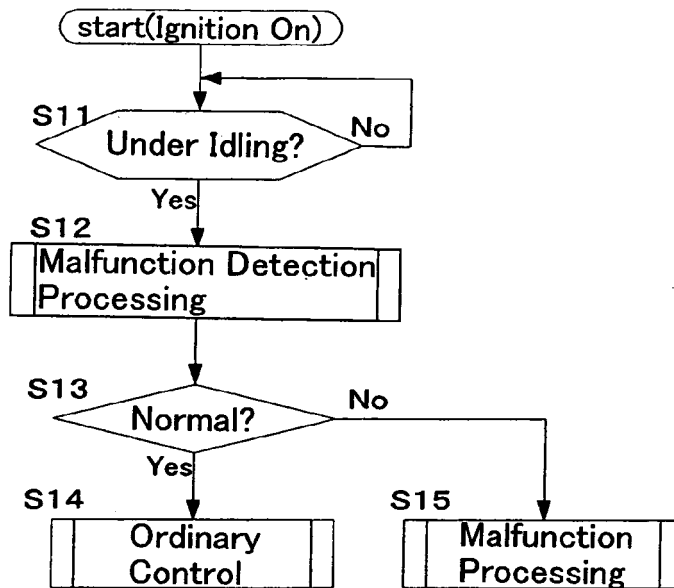 start(Ignition On)
S11
No
Under Idling?
Yes
S12
Malfunction Detection
Processing
S13
No
Normal?
Yes
S14
S15
Ordinary
Control
Malfunction
Processing